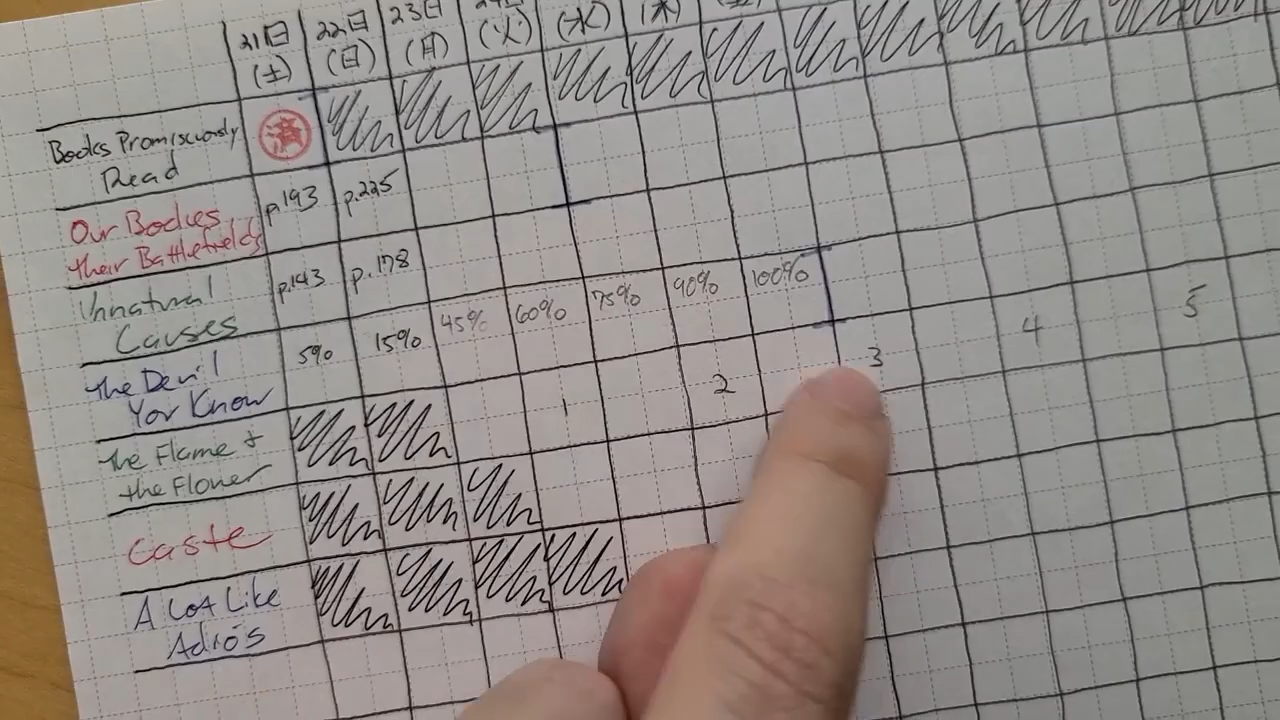 21日 22日 23日
(土) (日) (月) (火) (水) (木)
Books Promiscuously 済
Read
Our Bodies, p.193 p.225
their Battlefields
Unnatural p.143 p.178
Causes
the Devil 5% 15% 45% 60% 75% 90% 100%
You Know
the Flame & 1 2 3 4 5
the Flower
Caste
A Lot Like
Adiós